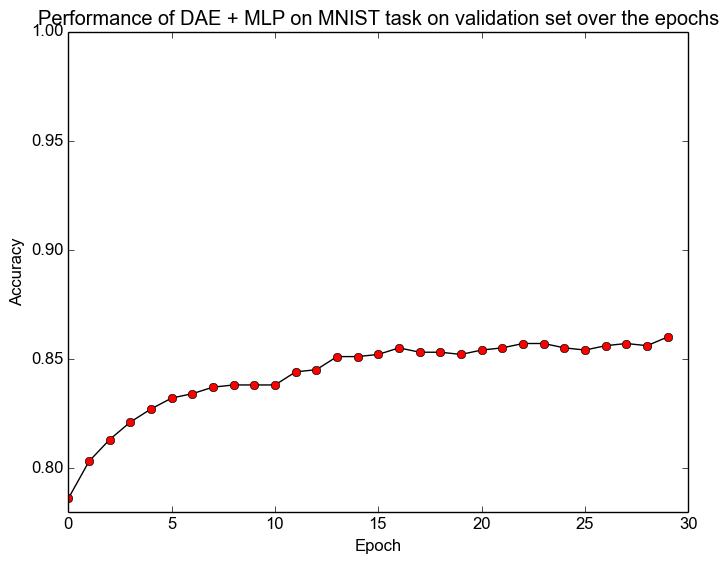 Performance of DAE + MLP on MNIST task on validation set over the epochs
1.00
0.95
0.90
0.85
0.80
Accuracy
0 5 10 15 20 25 30
Epoch